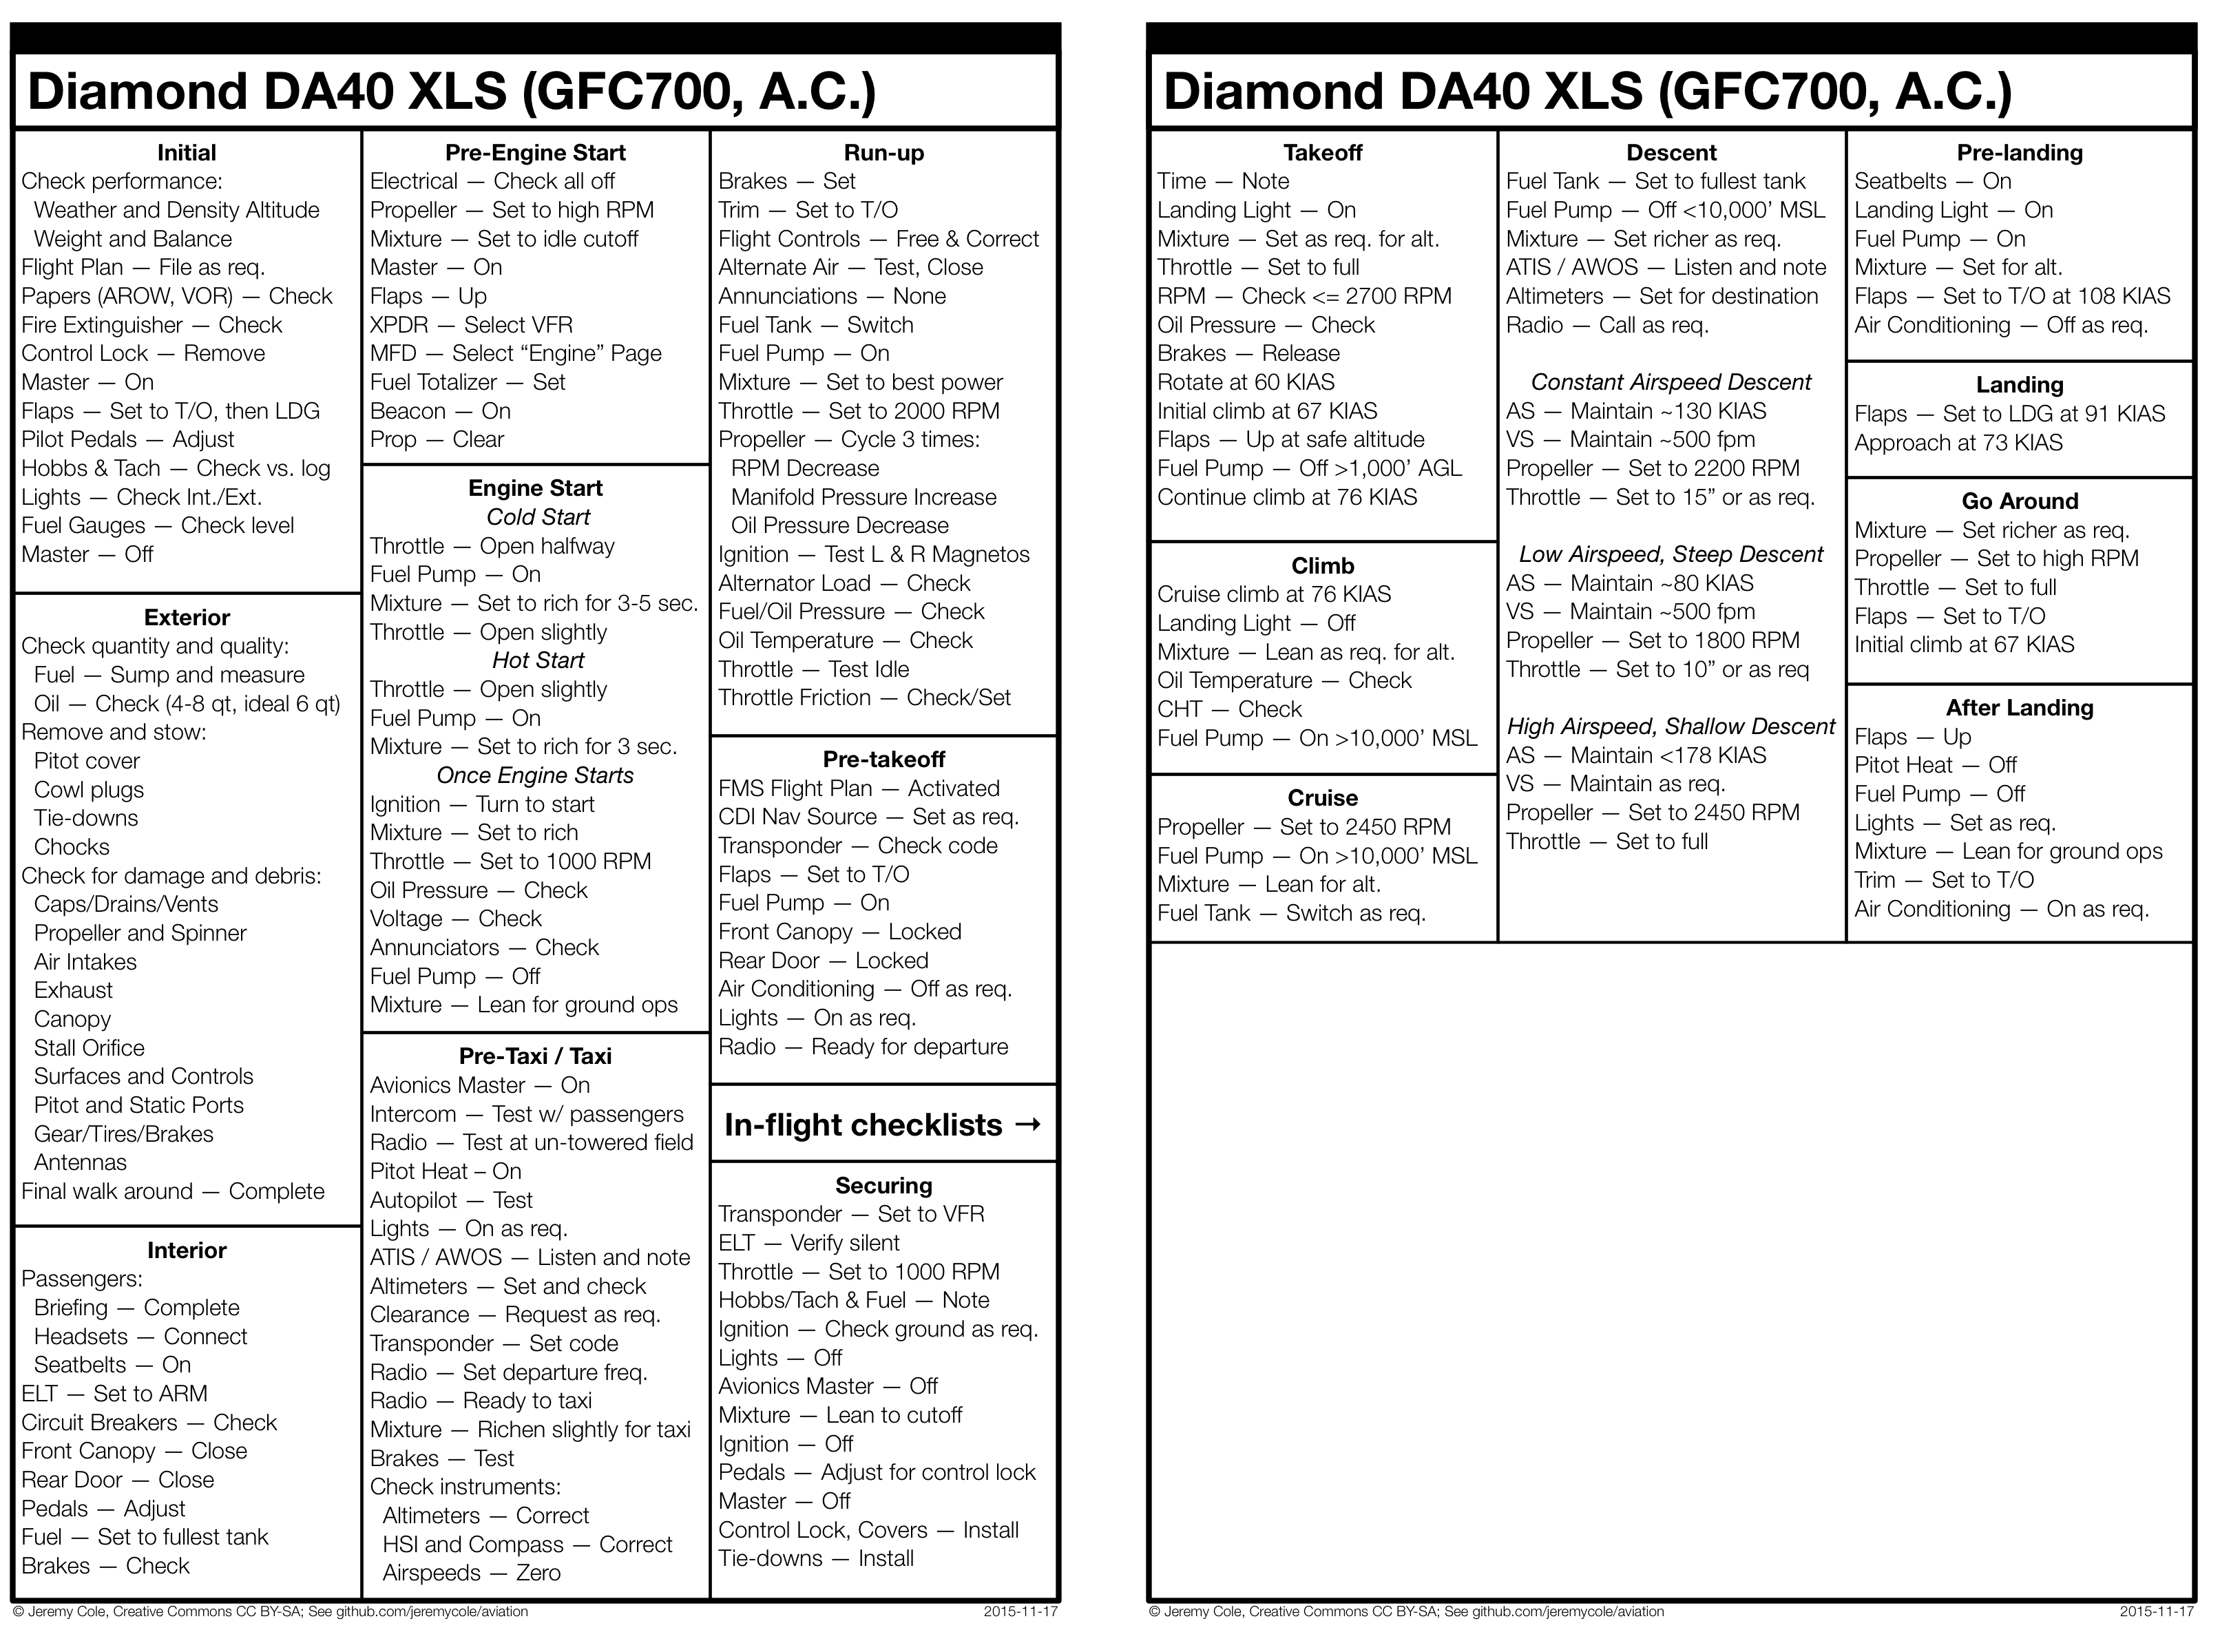 Diamond DA40 XLS (GFC700, A.C.)
Initial
Check performance:
Weather and Density Altitude
Weight and Balance
Flight Plan — File as req.
Papers (AROW, VOR) — Check
Fire Extinguisher — Check
Control Lock — Remove
Master — On
Flaps — Set to T/O, then LDG
Pilot Pedals — Adjust
Hobbs & Tach — Check vs. log
Lights — Check Int./Ext.
Fuel Gauges — Check level
Master — Off
Exterior
Check quantity and quality:
Fuel — Sump and measure
Oil — Check (4-8 qt, ideal 6 qt)
Remove and stow:
Pitot cover
Cowl plugs
Tie-downs
Chocks
Check for damage and debris:
Caps/Drains/Vents
Propeller and Spinner
Air Intakes
Exhaust
Canopy
Stall Orifice
Surfaces and Controls
Pitot and Static Ports
Gear/Tires/Brakes
Antennas
Final walk around — Complete
Interior
Passengers:
Briefing — Complete
Headsets — Connect
Seatbelts — On
ELT — Set to ARM
Circuit Breakers — Check
Front Canopy — Close
Rear Door — Close
Pedals — Adjust
Fuel — Set to fullest tank
Brakes — Check
Pre-Engine Start
Electrical — Check all off
Propeller — Set to high RPM
Mixture — Set to idle cutoff
Master — On
Flaps — Up
XPDR — Select VFR
MFD — Select “Engine” Page
Fuel Totalizer — Set
Beacon — On
Prop — Clear
Engine Start
Cold Start
Throttle — Open halfway
Fuel Pump — On
Mixture — Set to rich for 3-5 sec.
Throttle — Open slightly
Hot Start
Throttle — Open slightly
Fuel Pump — On
Mixture — Set to rich for 3 sec.
Once Engine Starts
Ignition — Turn to start
Mixture — Set to rich
Throttle — Set to 1000 RPM
Oil Pressure — Check
Voltage — Check
Annunciators — Check
Fuel Pump — Off
Mixture — Lean for ground ops
Pre-Taxi / Taxi
Avionics Master — On
Intercom — Test w/ passengers
Radio — Test at un-towered field
Pitot Heat – On
Autopilot — Test
Lights — On as req.
ATIS / AWOS — Listen and note
Altimeters — Set and check
Clearance — Request as req.
Transponder — Set code
Radio — Set departure freq.
Radio — Ready to taxi
Mixture — Richen slightly for taxi
Brakes — Test
Check instruments:
Altimeters — Correct
HSI and Compass — Correct
Airspeeds — Zero
Run-up
Brakes — Set
Trim — Set to T/O
Flight Controls — Free & Correct
Alternate Air — Test, Close
Annunciations — None
Fuel Tank — Switch
Fuel Pump — On
Mixture — Set to best power
Throttle — Set to 2000 RPM
Propeller — Cycle 3 times:
RPM Decrease
Manifold Pressure Increase
Oil Pressure Decrease
Ignition — Test L & R Magnetos
Alternator Load — Check
Fuel/Oil Pressure — Check
Oil Temperature — Check
Throttle — Test Idle
Throttle Friction — Check/Set
Pre-takeoff
FMS Flight Plan — Activated
CDI Nav Source — Set as req.
Transponder — Check code
Flaps — Set to T/O
Fuel Pump — On
Front Canopy — Locked
Rear Door — Locked
Air Conditioning — Off as req.
Lights — On as req.
Radio — Ready for departure
In-flight checklists →
Securing
Transponder — Set to VFR
ELT — Verify silent
Throttle — Set to 1000 RPM
Hobbs/Tach & Fuel — Note
Ignition — Check ground as req.
Lights — Off
Avionics Master — Off
Mixture — Lean to cutoff
Ignition — Off
Pedals — Adjust for control lock
Master — Off
Control Lock, Covers — Install
Tie-downs — Install
© Jeremy Cole, Creative Commons CC BY-SA; See github.com/jeremycole/aviation
2015-11-17
Diamond DA40 XLS (GFC700, A.C.)
Takeoff
Time — Note
Landing Light — On
Mixture — Set as req. for alt.
Throttle — Set to full
RPM — Check <= 2700 RPM
Oil Pressure — Check
Brakes — Release
Rotate at 60 KIAS
Initial climb at 67 KIAS
Flaps — Up at safe altitude
Fuel Pump — Off >1,000’ AGL
Continue climb at 76 KIAS
Climb
Cruise climb at 76 KIAS
Landing Light — Off
Mixture — Lean as req. for alt.
Oil Temperature — Check
CHT — Check
Fuel Pump — On >10,000’ MSL
Cruise
Propeller — Set to 2450 RPM
Fuel Pump — On >10,000’ MSL
Mixture — Lean for alt.
Fuel Tank — Switch as req.
Descent
Fuel Tank — Set to fullest tank
Fuel Pump — Off <10,000’ MSL
Mixture — Set richer as req.
ATIS / AWOS — Listen and note
Altimeters — Set for destination
Radio — Call as req.
Constant Airspeed Descent
AS — Maintain ~130 KIAS
VS — Maintain ~500 fpm
Propeller — Set to 2200 RPM
Throttle — Set to 15” or as req.
Low Airspeed, Steep Descent
AS — Maintain ~80 KIAS
VS — Maintain ~500 fpm
Propeller — Set to 1800 RPM
Throttle — Set to 10” or as req
High Airspeed, Shallow Descent
AS — Maintain <178 KIAS
VS — Maintain as req.
Propeller — Set to 2450 RPM
Throttle — Set to full
Pre-landing
Seatbelts — On
Landing Light — On
Fuel Pump — On
Mixture — Set for alt.
Flaps — Set to T/O at 108 KIAS
Air Conditioning — Off as req.
Landing
Flaps — Set to LDG at 91 KIAS
Approach at 73 KIAS
Go Around
Mixture — Set richer as req.
Propeller — Set to high RPM
Throttle — Set to full
Flaps — Set to T/O
Initial climb at 67 KIAS
After Landing
Flaps — Up
Pitot Heat — Off
Fuel Pump — Off
Lights — Set as req.
Mixture — Lean for ground ops
Trim — Set to T/O
Air Conditioning — On as req.
© Jeremy Cole, Creative Commons CC BY-SA; See github.com/jeremycole/aviation
2015-11-17